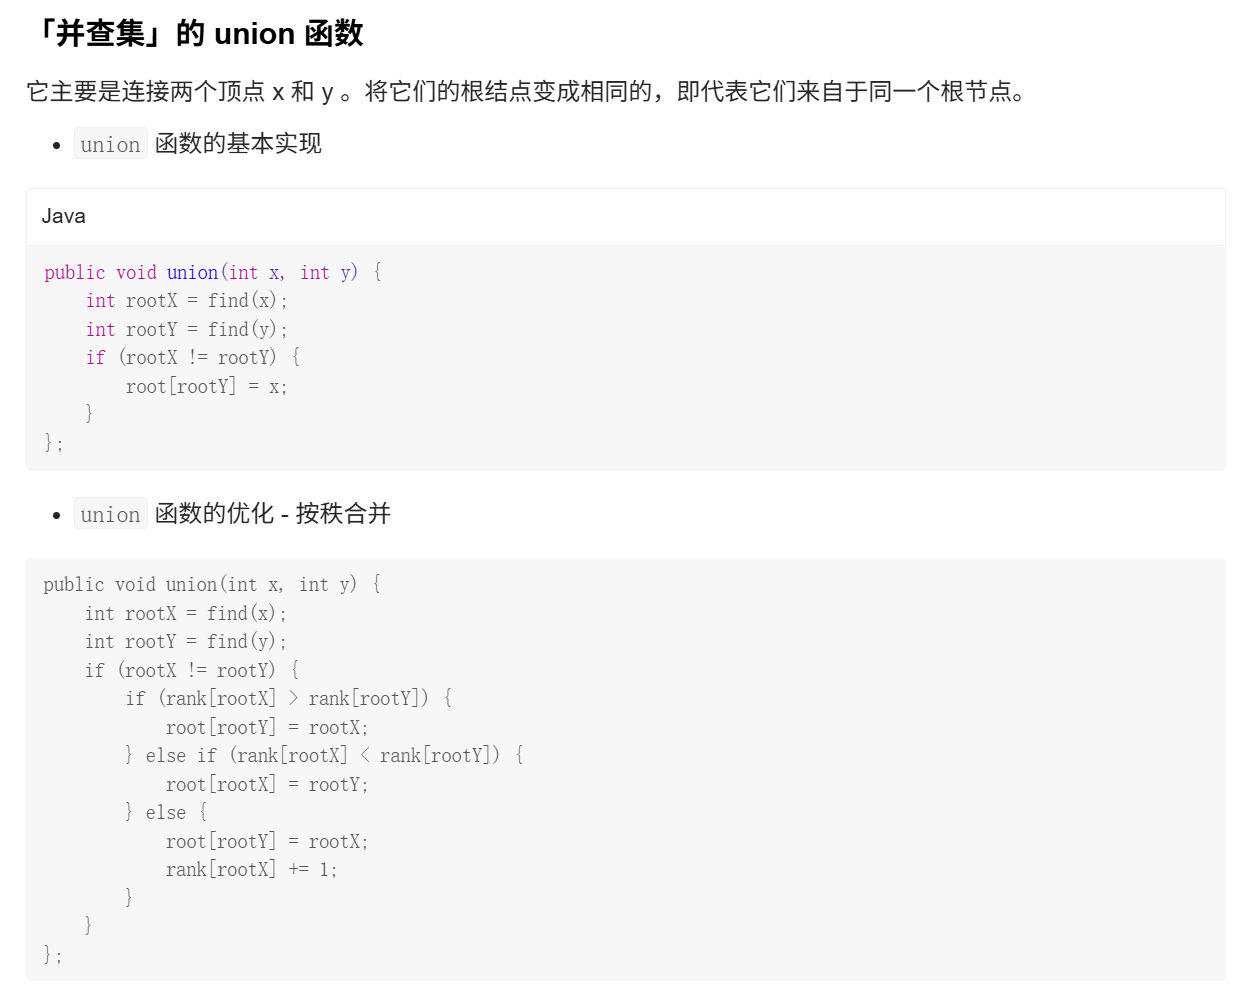 「并查集」的 union 函数
它主要是连接两个顶点 x 和 y 。将它们的根结点变成相同的，即代表它们来自于同一个根节点。
• union 函数的基本实现
Java
public void union(int x, int y) {
    int rootX = find(x);
    int rootY = find(y);
    if (rootX != rootY) {
        root[rootY] = x;
    }
};
• union 函数的优化 - 按秩合并
public void union(int x, int y) {
    int rootX = find(x);
    int rootY = find(y);
    if (rootX != rootY) {
        if (rank[rootX] > rank[rootY]) {
            root[rootY] = rootX;
        } else if (rank[rootX] < rank[rootY]) {
            root[rootX] = rootY;
        } else {
            root[rootY] = rootX;
            rank[rootX] += 1;
        }
    }
};